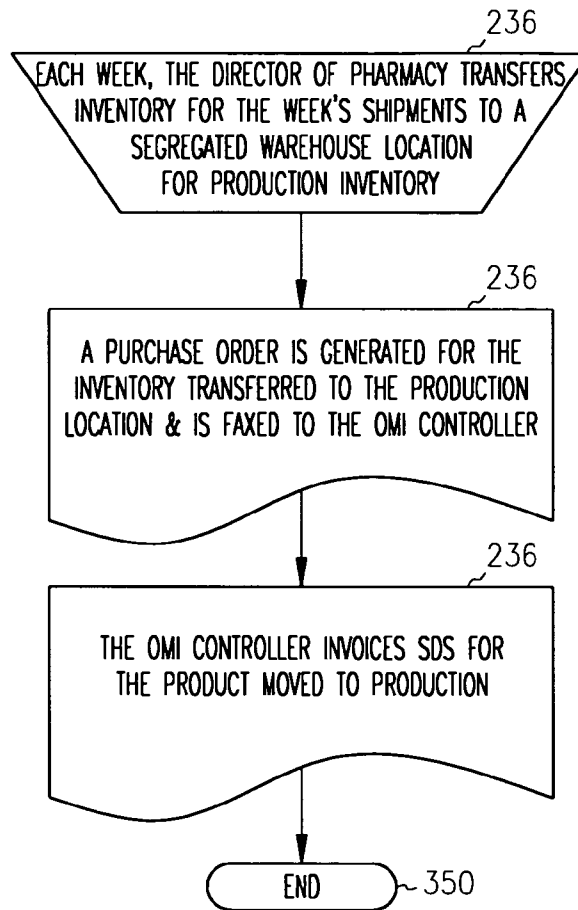 236
EACH WEEK, THE DIRECTOR OF PHARMACY TRANSFERS
INVENTORY FOR THE WEEK'S SHIPMENTS TO A
SEGREGATED WAREHOUSE LOCATION
FOR PRODUCTION INVENTORY
236
A PURCHASE ORDER IS GENERATED FOR THE
INVENTORY TRANSFERRED TO THE PRODUCTION
LOCATION & IS FAXED TO THE OMI CONTROLLER
236
THE OMI CONTROLLER INVOICES SDS FOR
THE PRODUCT MOVED TO PRODUCTION
END
350